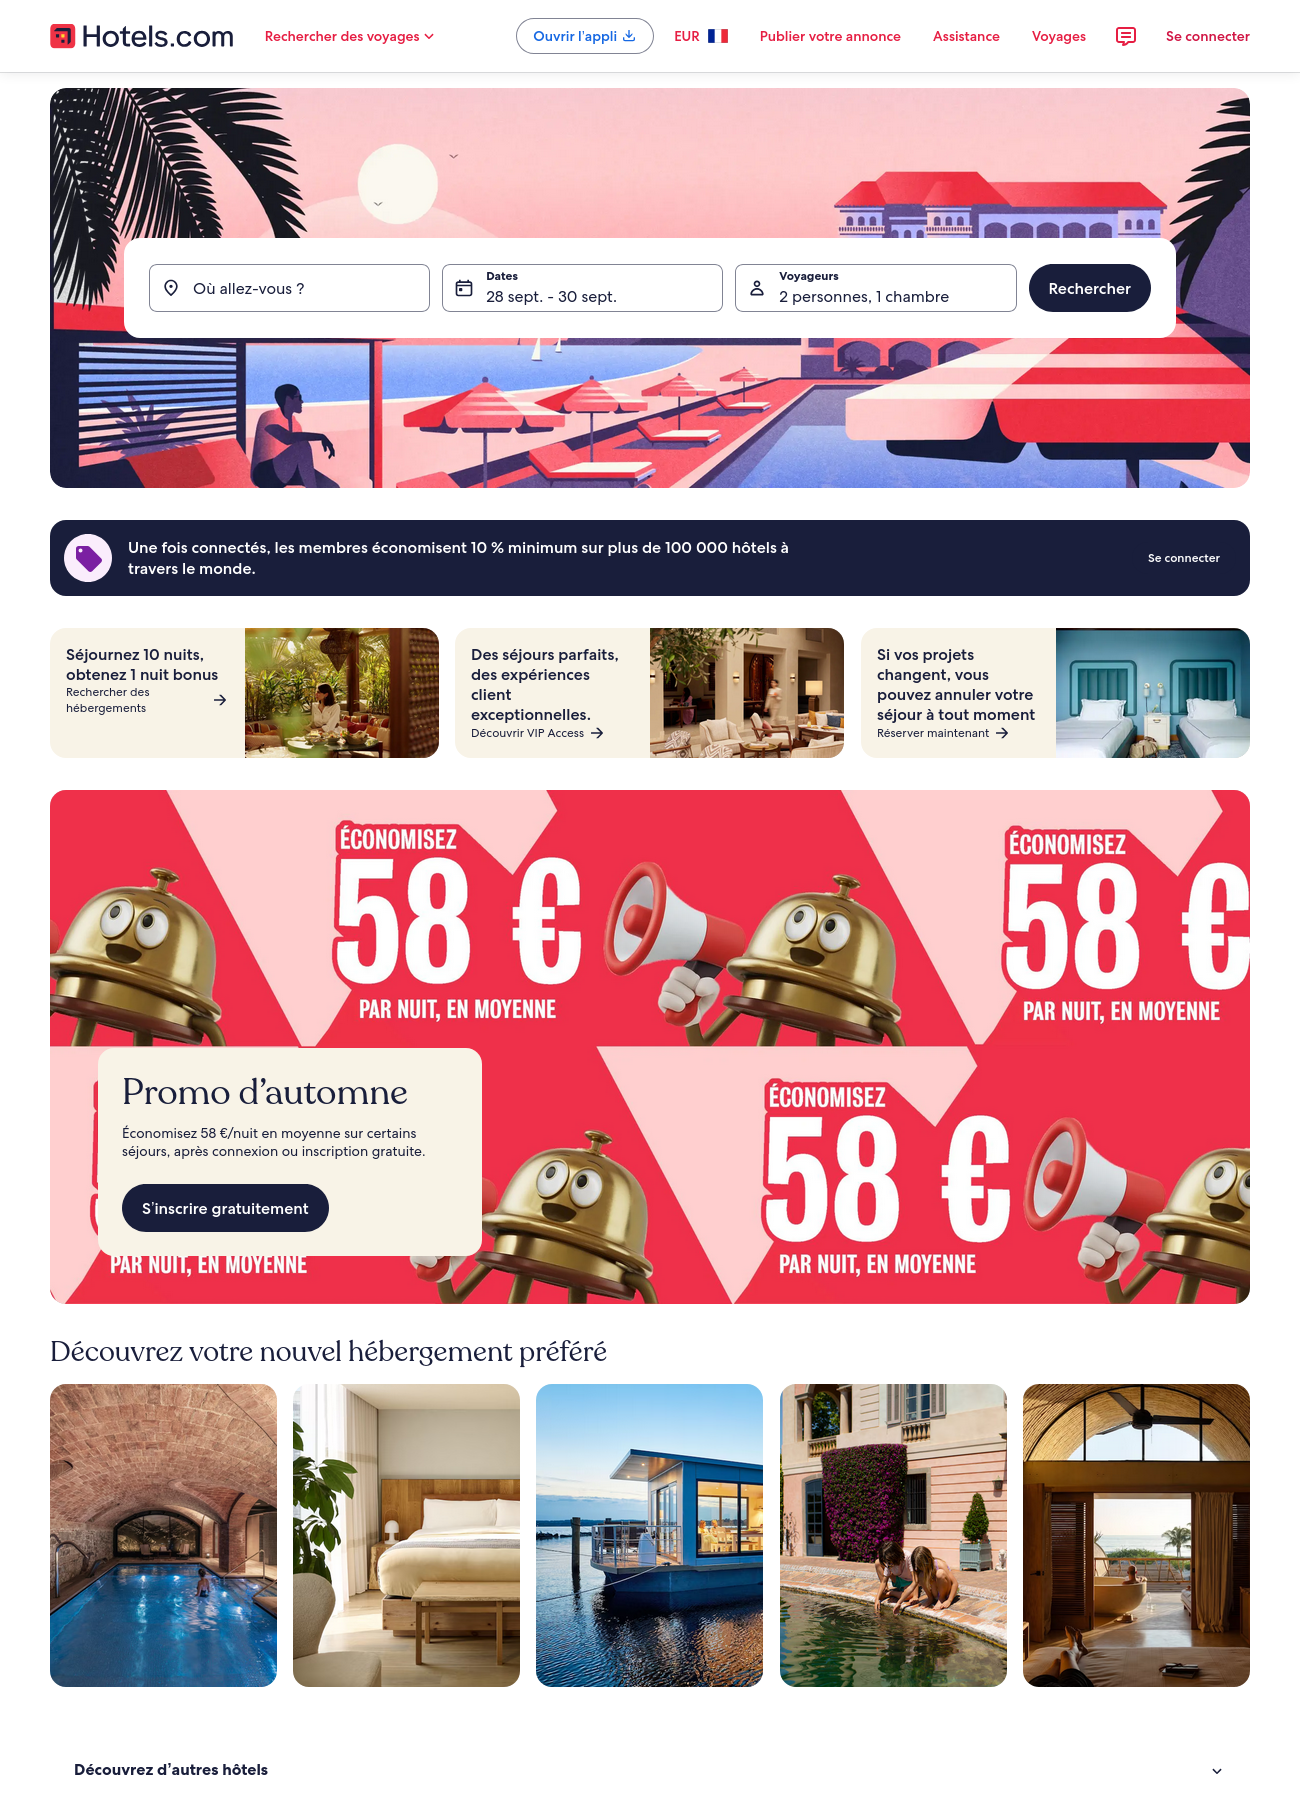 Hotels.com
Rechercher des voyages
Ouvrir l'appli
EUR
Publier votre annonce
Assistance
Voyages
Se connecter
Où allez-vous ?
Dates
28 sept. - 30 sept.
Voyageurs
2 personnes, 1 chambre
Rechercher
Une fois connectés, les membres économisent 10 % minimum sur plus de 100 000 hôtels à
travers le monde.
Se connecter
Séjournez 10 nuits,
obtenez 1 nuit bonus
Rechercher des
hébergements
Des séjours parfaits,
des expériences
client
exceptionnelles.
Découvrir VIP Access
Si vos projets
changent, vous
pouvez annuler votre
séjour à tout moment
Réserver maintenant
ÉCONOMISEZ
58 €
PAR NUIT, EN MOYENNE
ÉCONOMISEZ
58 €
PAR NUIT, EN MOYENNE
Promo d’automne
Économisez 58 €/nuit en moyenne sur certains
séjours, après connexion ou inscription gratuite.
S’inscrire gratuitement
PAR NUIT, EN MOYENNE
ÉCONOMISEZ
58 €
PAR NUIT, EN MOYENNE
Découvrez votre nouvel hébergement préféré
Découvrez d’autres hôtels